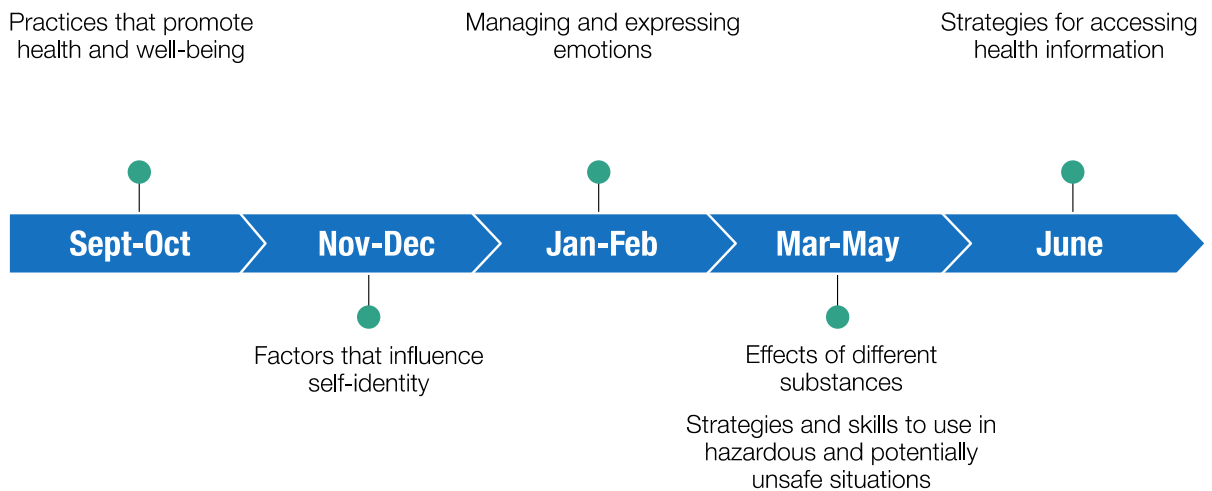 Practices that promote
health and well-being
Managing and expressing
emotions
Strategies for accessing
health information
Sept-Oct
Nov-Dec
Jan-Feb
Mar-May
June
Factors that influence
self-identity
Effects of different
substances
Strategies and skills to use in
hazardous and potentially
unsafe situations